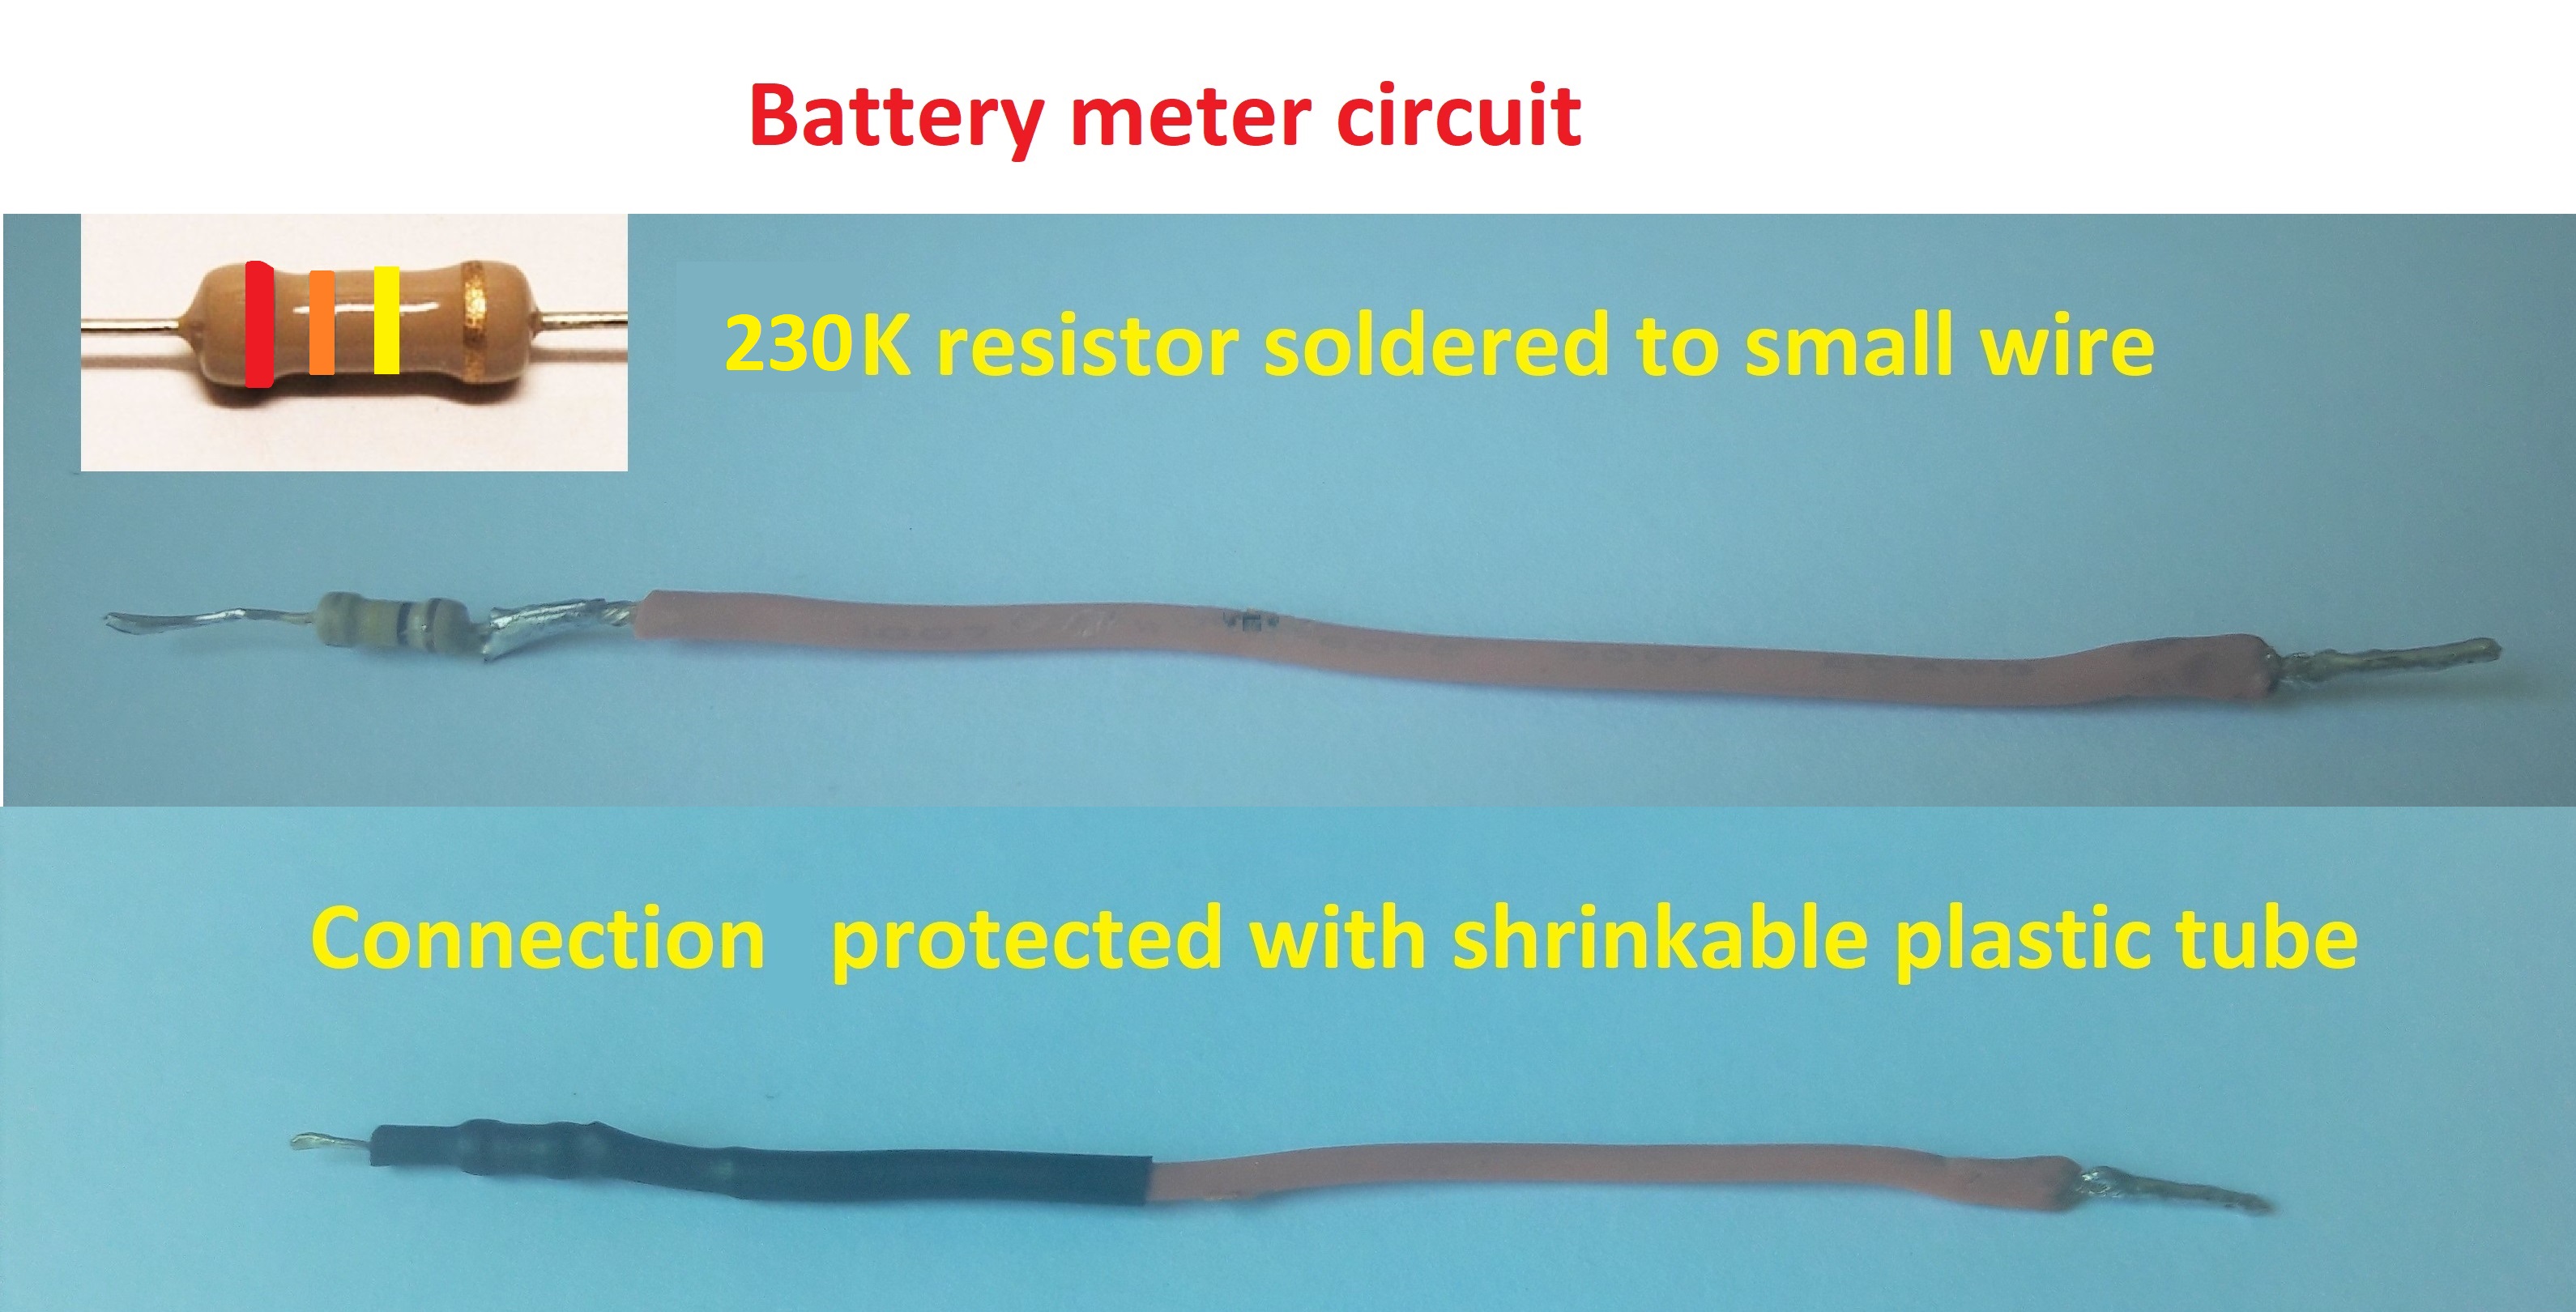 Battery meter circuit
230K resistor soldered to small wire
Connection protected with shrinkable plastic tube